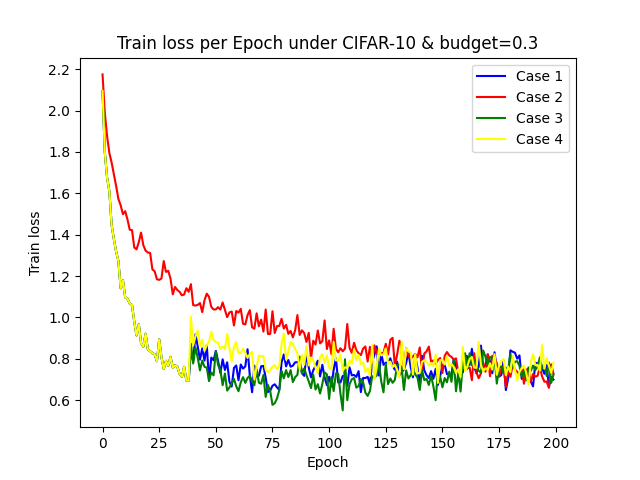 Train loss per Epoch under CIFAR-10 & budget=0.3
Case 1
Case 2
Case 3
Case 4
Train loss
2.2
2.0
1.8
1.6
1.4
1.2
1.0
0.8
0.6
0 25 50 75 100 125 150 175 200
Epoch